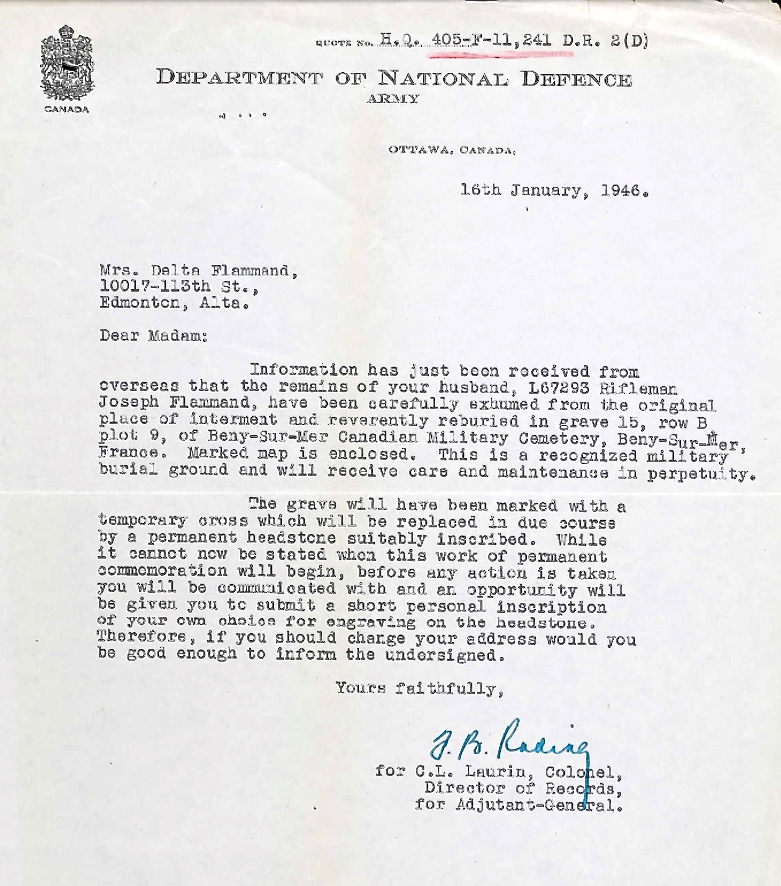 QUOTE NO. H.Q. 405-F-11,241 D.R. 2(D)
DEPARTMENT OF NATIONAL DEFENCE
ARMY
CANADA
OTTAWA, CANADA,
16th January, 1946.
Mrs. Delta Flammand,
10017-113th St.,
Edmonton, Alta.
Dear Madam:
Information has just been received from
overseas that the remains of your husband, L67293 Rifleman
Joseph Flammand, have been carefully exhumed from the original
place of interment and reverently reburied in grave 15, row B
plot 9, of Beny-Sur-Mer Canadian Military Cemetery, Beny-Sur-Mer,
France. Marked map is enclosed. This is a recognized military
burial ground and will receive care and maintenance in perpetuity.
The grave will have been marked with a
temporary cross which will be replaced in due course
by a permanent headstone suitably inscribed. While
it cannot now be stated when this work of permanent
commemoration will begin, before any action is taken
you will be communicated with and an opportunity will
be given you to submit a short personal inscription
of your own choice for engraving on the headstone.
Therefore, if you should change your address would you
be good enough to inform the undersigned.
Yours faithfully,
for C.L. Laurin, Colonel,
Director of Records,
for Adjutant-General.